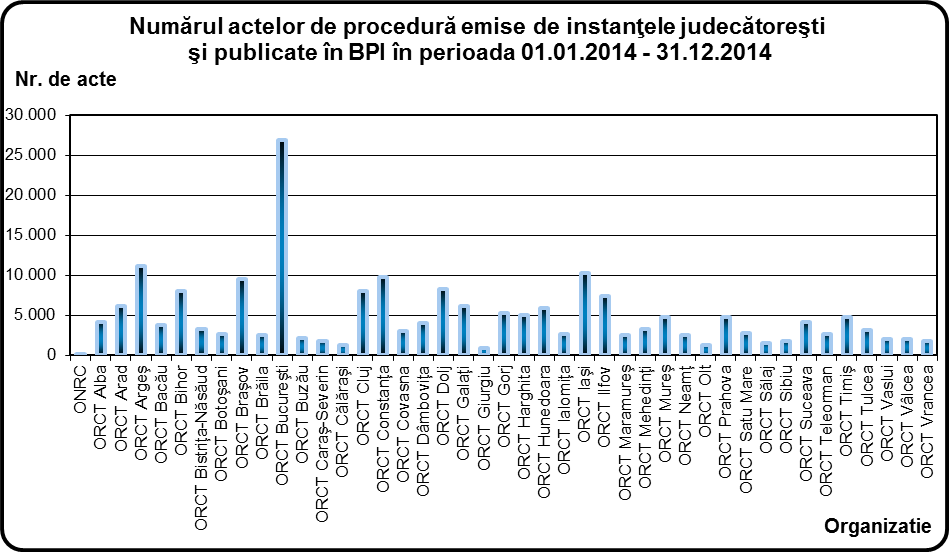 Numărul actelor de procedură emise de instanţele judecătoreşti
şi publicate în BPI în perioada 01.01.2014 - 31.12.2014
Nr. de acte
30.000
25.000
20.000
15.000
10.000
5.000
0
ONRC
ORCT Alba
ORCT Arad
ORCT Argeş
ORCT Bacău
ORCT Bihor
ORCT Bistriţa-Năsăud
ORCT Botoşani
ORCT Braşov
ORCT Brăila
ORCT Bucureşti
ORCT Buzău
ORCT Caraş-Severin
ORCT Călăraşi
ORCT Cluj
ORCT Constanţa
ORCT Covasna
ORCT Dâmboviţa
ORCT Dolj
ORCT Galaţi
ORCT Giurgiu
ORCT Gorj
ORCT Harghita
ORCT Hunedoara
ORCT Ialomiţa
ORCT Iaşi
ORCT Ilfov
ORCT Maramureş
ORCT Mehedinţi
ORCT Mureş
ORCT Neamţ
ORCT Olt
ORCT Prahova
ORCT Satu Mare
ORCT Sălaj
ORCT Sibiu
ORCT Suceava
ORCT Teleorman
ORCT Timiş
ORCT Tulcea
ORCT Vaslui
ORCT Vâlcea
ORCT Vrancea
Organizatie